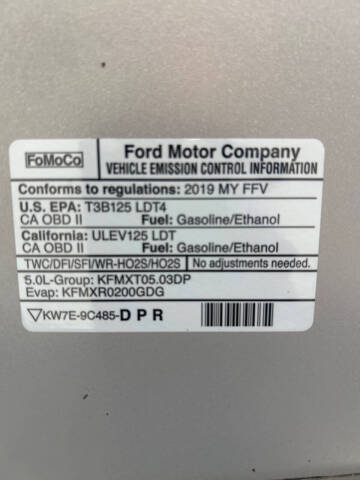 FoMoCo
Ford Motor Company
VEHICLE EMISSION CONTROL INFORMATION
Conforms to regulations: 2019 MY FFV
U.S. EPA: T3B125 LDT4
CA OBD II Fuel: Gasoline/Ethanol
California: ULEV125 LDT
CA OBD II Fuel: Gasoline/Ethanol
TWC/DFI/SFI/WR-HO2S/HO2S No adjustments needed.
5.0L-Group: KFMXT05.03DP
Evap: KFMXR0200GDG
▽KW7E-9C485-D P R